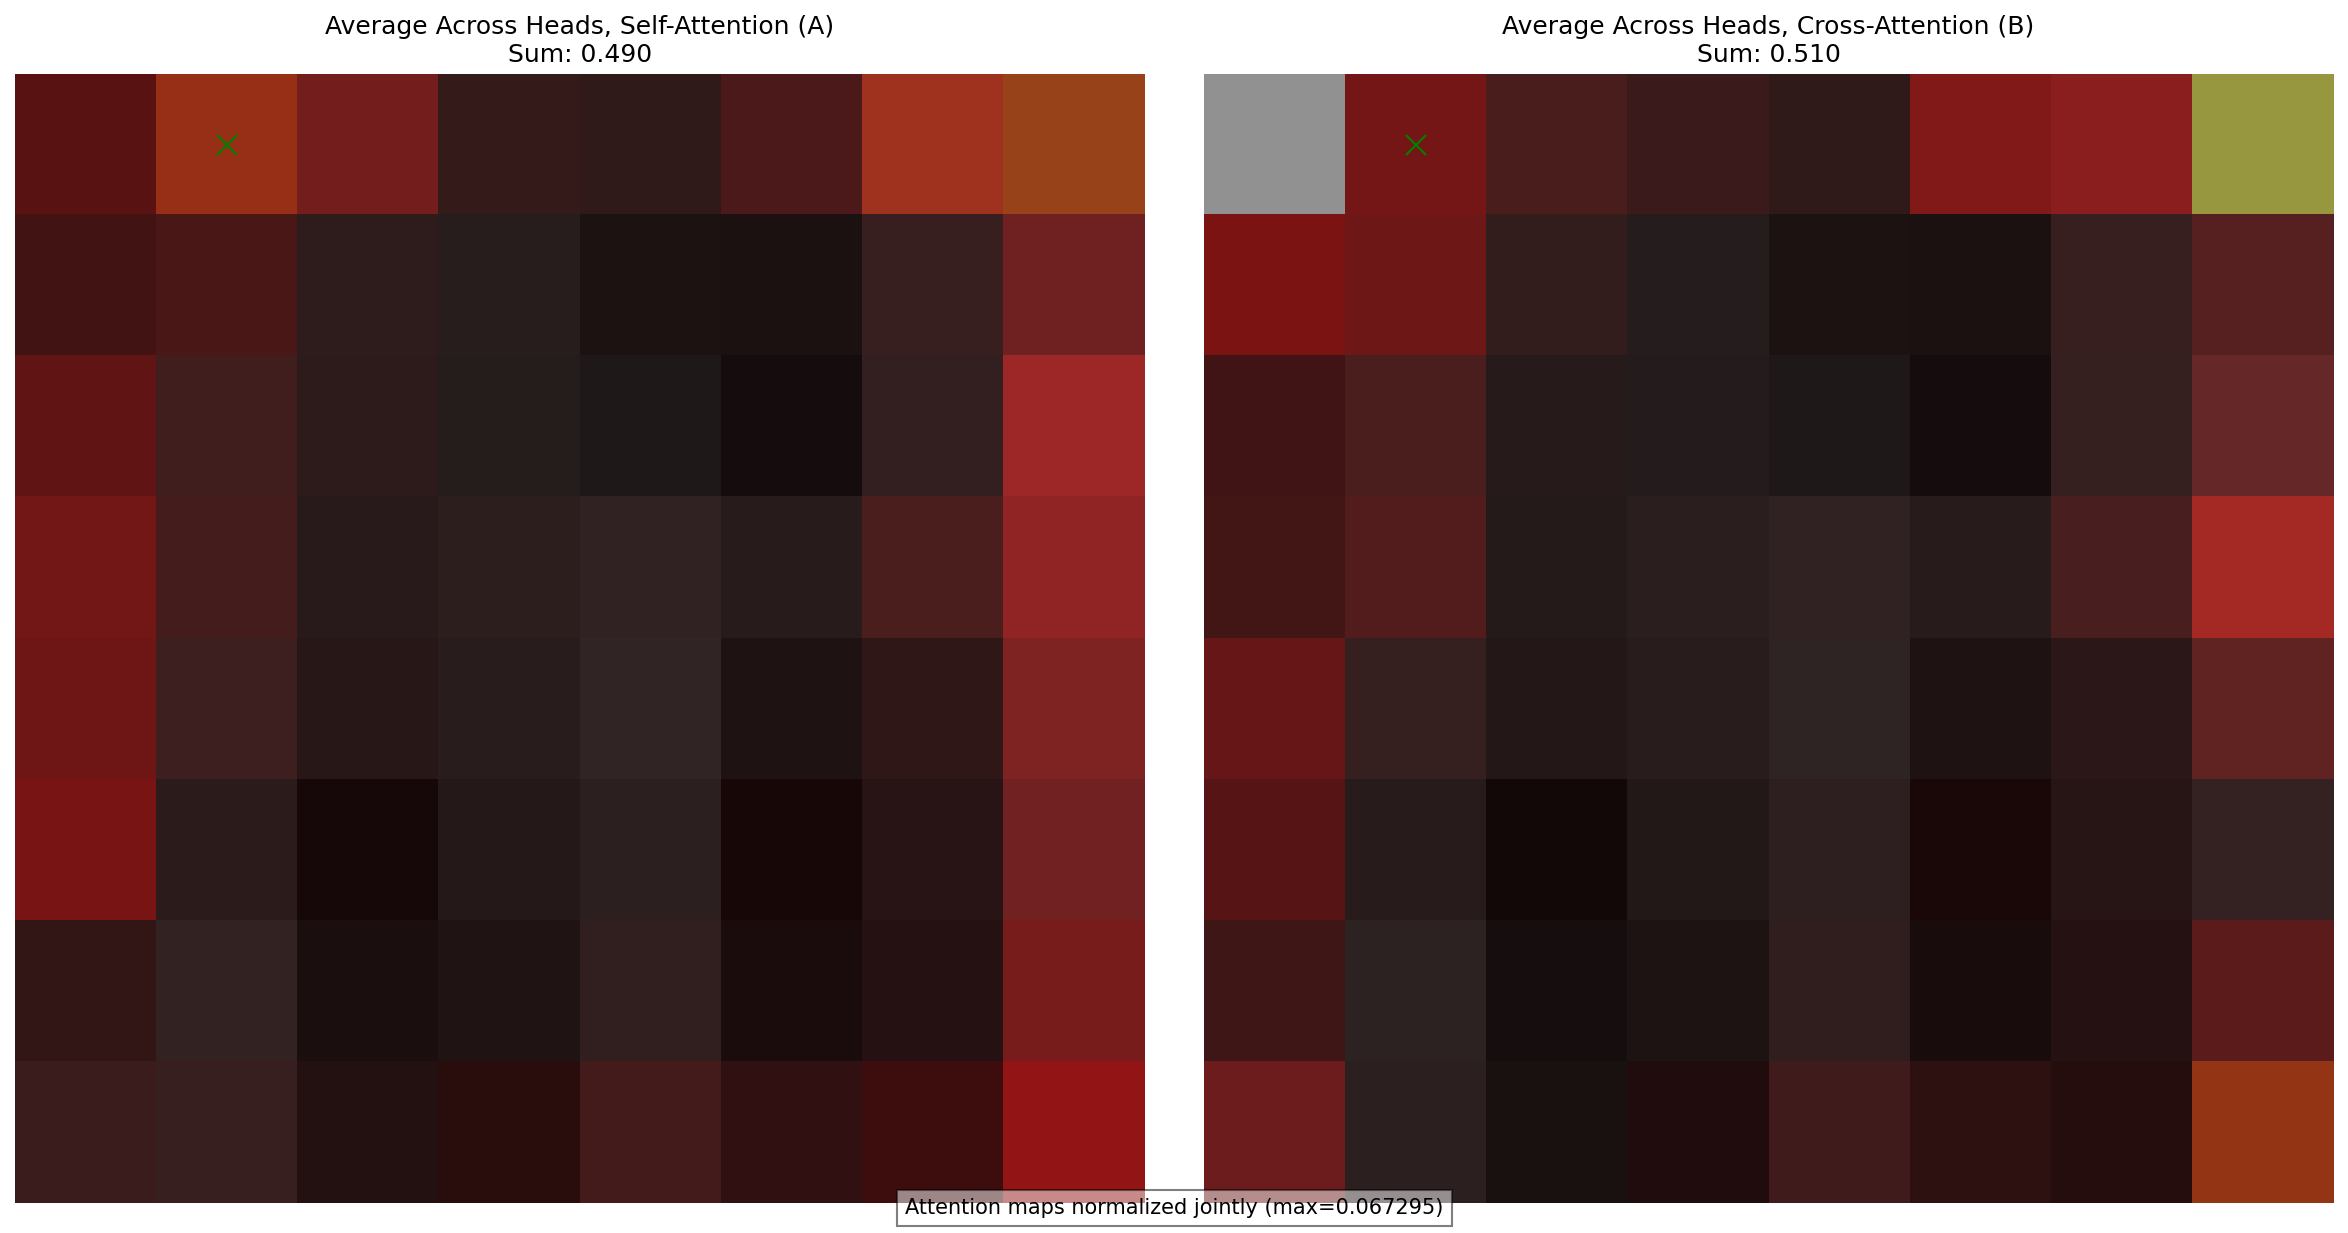 Average Across Heads, Self-Attention (A)
Sum: 0.490
Average Across Heads, Cross-Attention (B)
Sum: 0.510
Attention maps normalized jointly (max=0.067295)